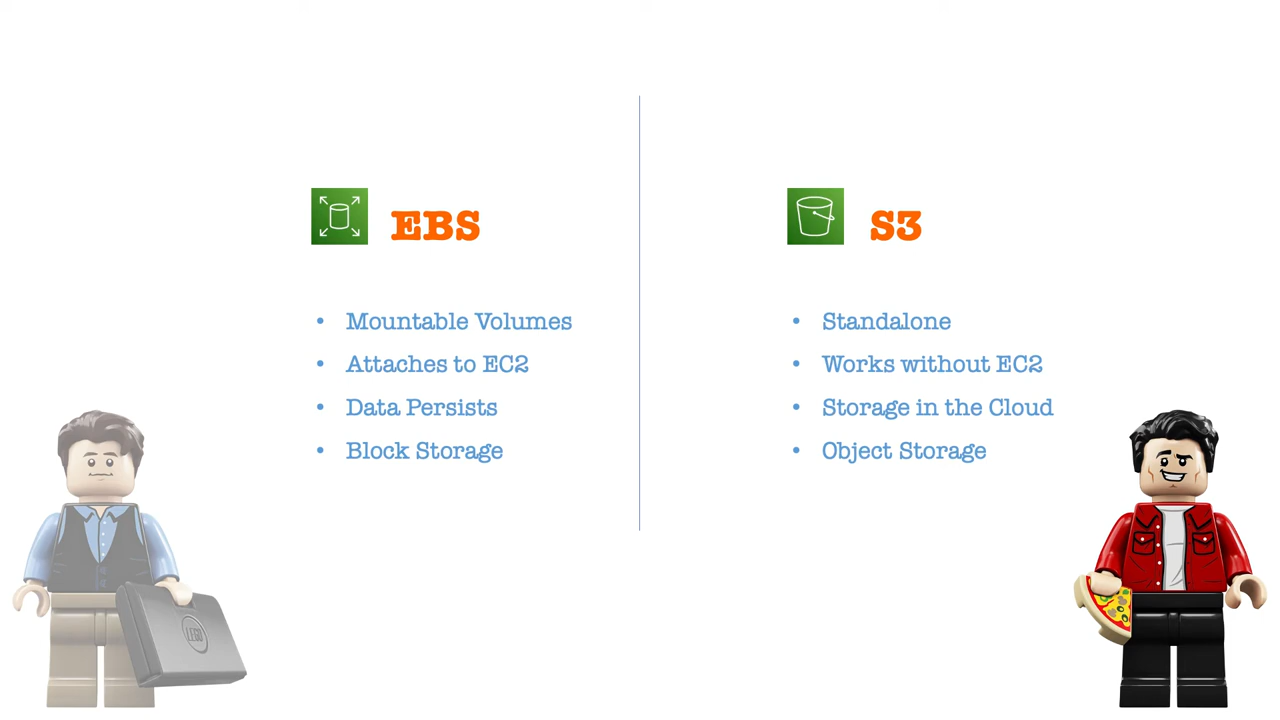 EBS
• Mountable Volumes
• Attaches to EC2
• Data Persists
• Block Storage
S3
• Standalone
• Works without EC2
• Storage in the Cloud
• Object Storage
LEGO